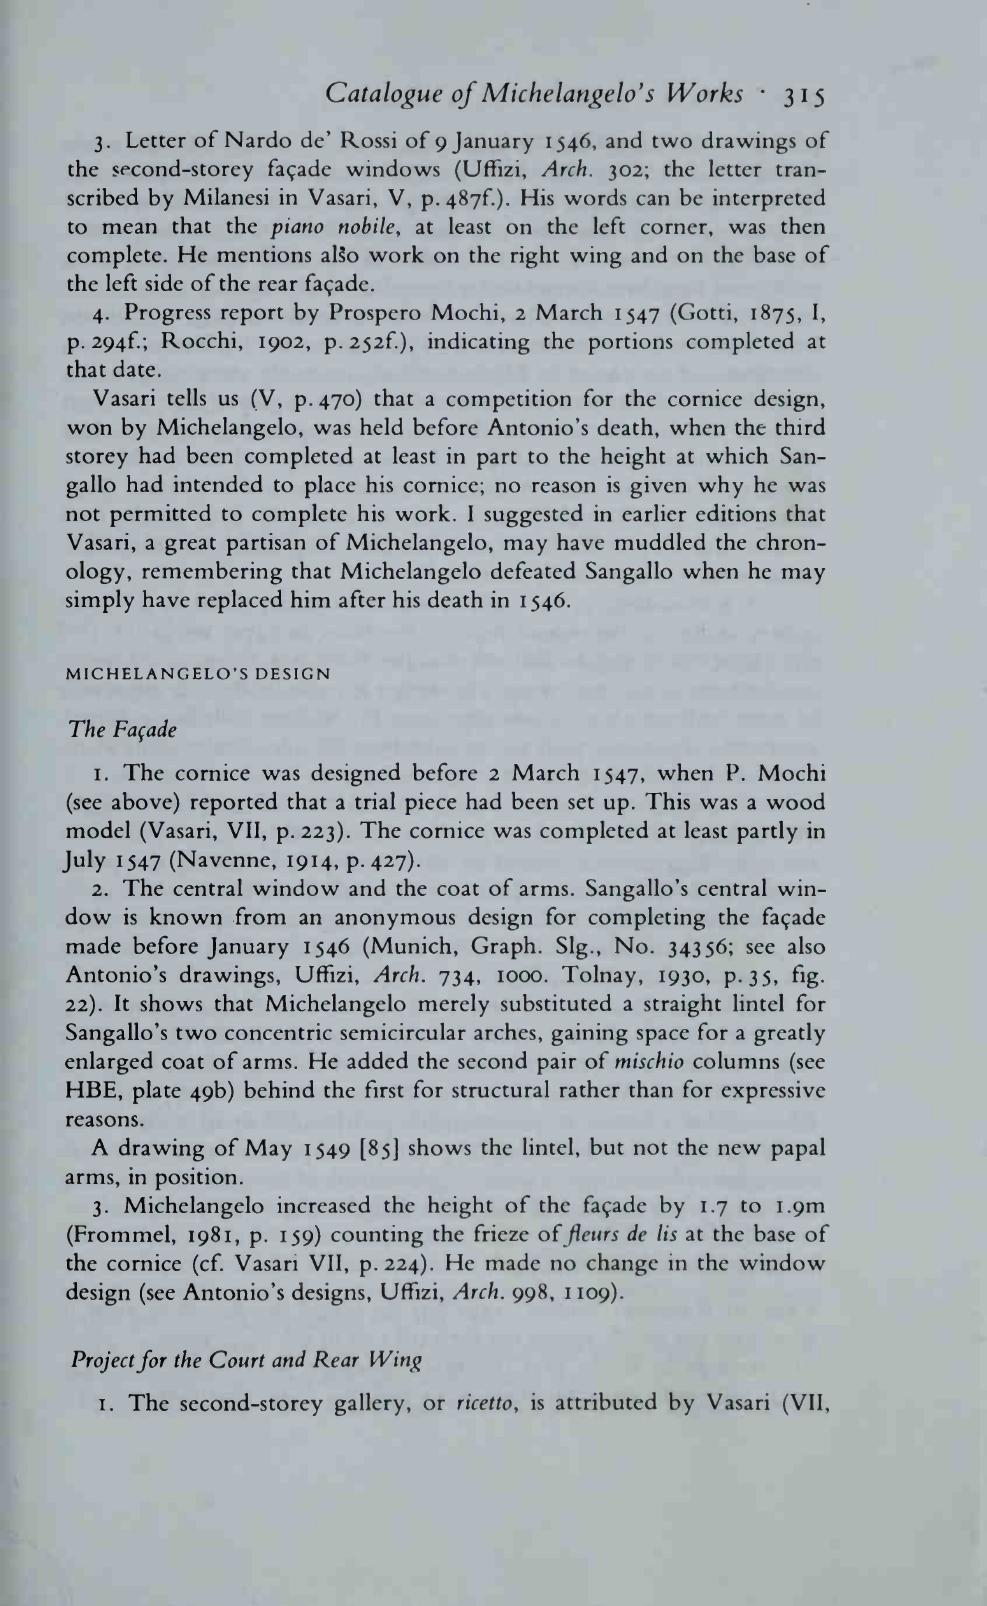 Catalogue of Michelangelo's Works · 315
3. Letter of Nardo de' Rossi of 9 January 1546, and two drawings of
the second-storey façade windows (Uffizi, Arch. 302; the letter tran-
scribed by Milanesi in Vasari, V, p. 487f.). His words can be interpreted
to mean that the piano nobile, at least on the left corner, was then
complete. He mentions also work on the right wing and on the base of
the left side of the rear façade.
4. Progress report by Prospero Mochi, 2 March 1547 (Gotti, 1875, I,
p. 294f.; Rocchi, 1902, p. 252f.), indicating the portions completed at
that date.
Vasari tells us (V, p. 470) that a competition for the cornice design,
won by Michelangelo, was held before Antonio's death, when the third
storey had been completed at least in part to the height at which San-
gallo had intended to place his cornice; no reason is given why he was
not permitted to complete his work. I suggested in earlier editions that
Vasari, a great partisan of Michelangelo, may have muddled the chron-
ology, remembering that Michelangelo defeated Sangallo when he may
simply have replaced him after his death in 1546.
MICHELANGELO'S DESIGN
The Façade
1. The cornice was designed before 2 March 1547, when P. Mochi
(see above) reported that a trial piece had been set up. This was a wood
model (Vasari, VII, p. 223). The cornice was completed at least partly in
July 1547 (Navenne, 1914, p. 427).
2. The central window and the coat of arms. Sangallo's central win-
dow is known from an anonymous design for completing the façade
made before January 1546 (Munich, Graph. Slg., No. 34356; see also
Antonio's drawings, Uffizi, Arch. 734, 1000. Tolnay, 1930, p. 35, fig.
22). It shows that Michelangelo merely substituted a straight lintel for
Sangallo's two concentric semicircular arches, gaining space for a greatly
enlarged coat of arms. He added the second pair of mischio columns (see
HBE, plate 49b) behind the first for structural rather than for expressive
reasons.
A drawing of May 1549 [85] shows the lintel, but not the new papal
arms, in position.
3. Michelangelo increased the height of the façade by 1.7 to 1.9m
(Frommel, 1981, p. 159) counting the frieze of fleurs de lis at the base of
the cornice (cf. Vasari VII, p. 224). He made no change in the window
design (see Antonio's designs, Uffizi, Arch. 998, 1109).
Project for the Court and Rear Wing
1. The second-storey gallery, or ricetto, is attributed by Vasari (VII,